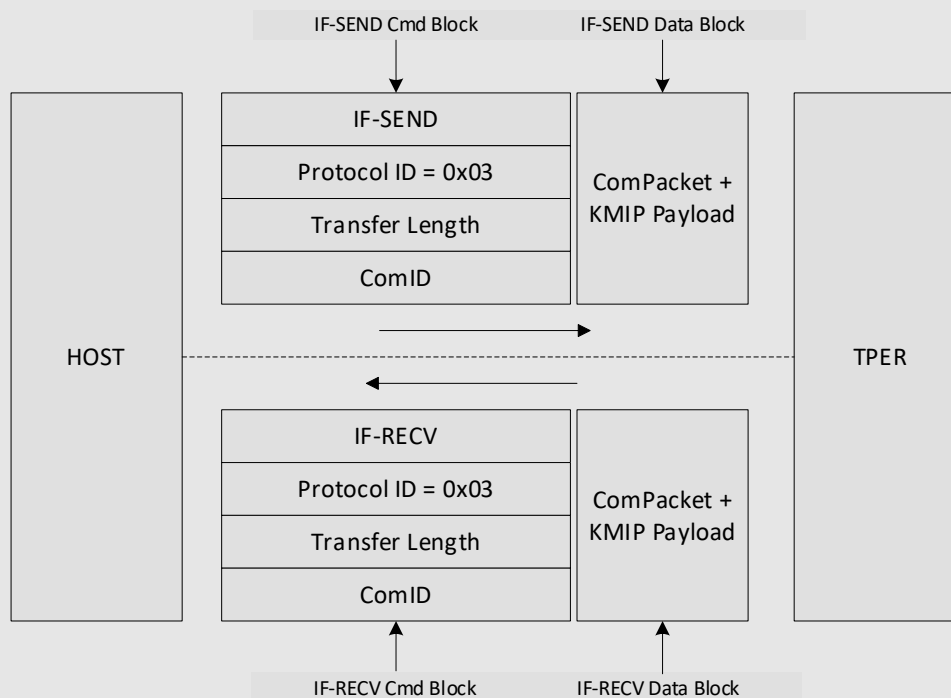 IF-SEND Cmd Block
IF-SEND Data Block
HOST
IF-SEND
Protocol ID = 0x03
Transfer Length
ComID
ComPacket +
KMIP Payload
TPER
IF-RECV
Protocol ID = 0x03
Transfer Length
ComID
ComPacket +
KMIP Payload
IF-RECV Cmd Block
IF-RECV Data Block